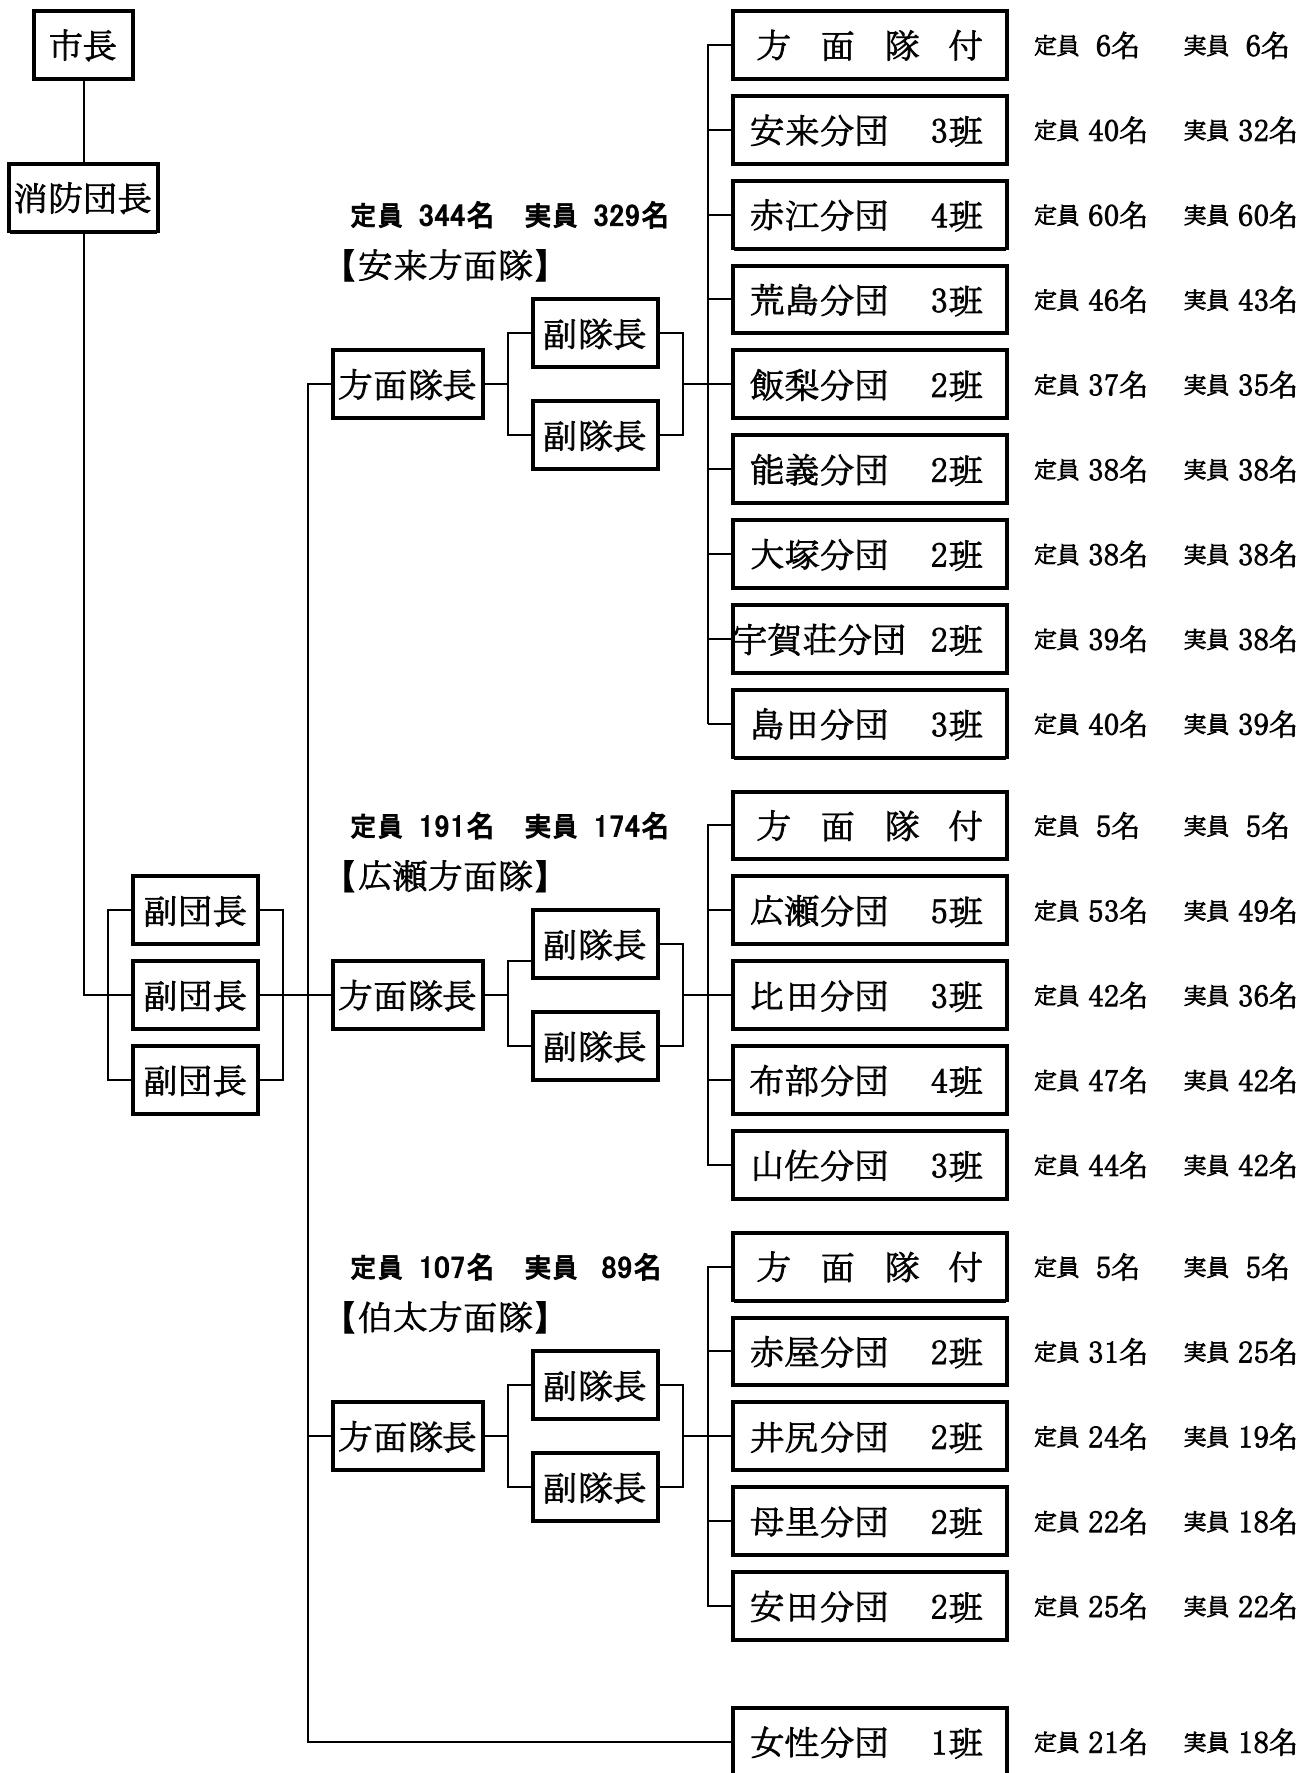 市長
消防団長
副団長
副団長
副団長
定員 344名 実員 329名
【安来方面隊】
方面隊長
副隊長
副隊長
方 面 隊 付 定員 6名 実員 6名
安来分団 3班 定員 40名 実員 32名
赤江分団 4班 定員 60名 実員 60名
荒島分団 3班 定員 46名 実員 43名
飯梨分団 2班 定員 37名 実員 35名
能義分団 2班 定員 38名 実員 38名
大塚分団 2班 定員 38名 実員 38名
宇賀荘分団 2班 定員 39名 実員 38名
島田分団 3班 定員 40名 実員 39名
定員 191名 実員 174名
【広瀬方面隊】
方面隊長
副隊長
副隊長
方 面 隊 付 定員 5名 実員 5名
広瀬分団 5班 定員 53名 実員 49名
比田分団 3班 定員 42名 実員 36名
布部分団 4班 定員 47名 実員 42名
山佐分団 3班 定員 44名 実員 42名
定員 107名 実員 89名
【伯太方面隊】
方面隊長
副隊長
副隊長
方 面 隊 付 定員 5名 実員 5名
赤屋分団 2班 定員 31名 実員 25名
井尻分団 2班 定員 24名 実員 19名
母里分団 2班 定員 22名 実員 18名
安田分団 2班 定員 25名 実員 22名
女性分団 1班 定員 21名 実員 18名